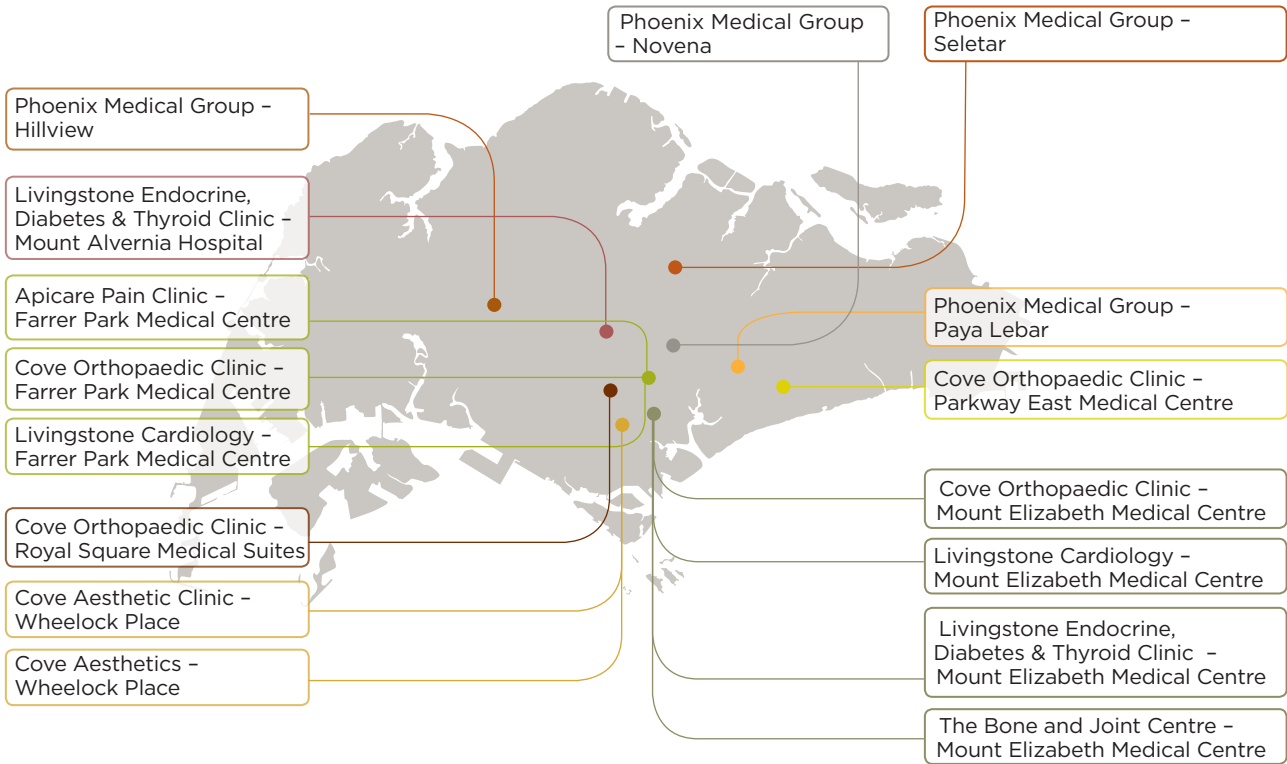 Phoenix Medical Group
– Novena
Phoenix Medical Group –
Seletar
Phoenix Medical Group –
Hillview
Livingstone Endocrine,
Diabetes & Thyroid Clinic –
Mount Alvernia Hospital
Apicare Pain Clinic –
Farrer Park Medical Centre
Cove Orthopaedic Clinic –
Farrer Park Medical Centre
Livingstone Cardiology –
Farrer Park Medical Centre
Cove Orthopaedic Clinic –
Royal Square Medical Suites
Cove Aesthetic Clinic –
Wheelock Place
Cove Aesthetics –
Wheelock Place
Phoenix Medical Group –
Paya Lebar
Cove Orthopaedic Clinic –
Parkway East Medical Centre
Cove Orthopaedic Clinic –
Mount Elizabeth Medical Centre
Livingstone Cardiology –
Mount Elizabeth Medical Centre
Livingstone Endocrine,
Diabetes & Thyroid Clinic –
Mount Elizabeth Medical Centre
The Bone and Joint Centre –
Mount Elizabeth Medical Centre